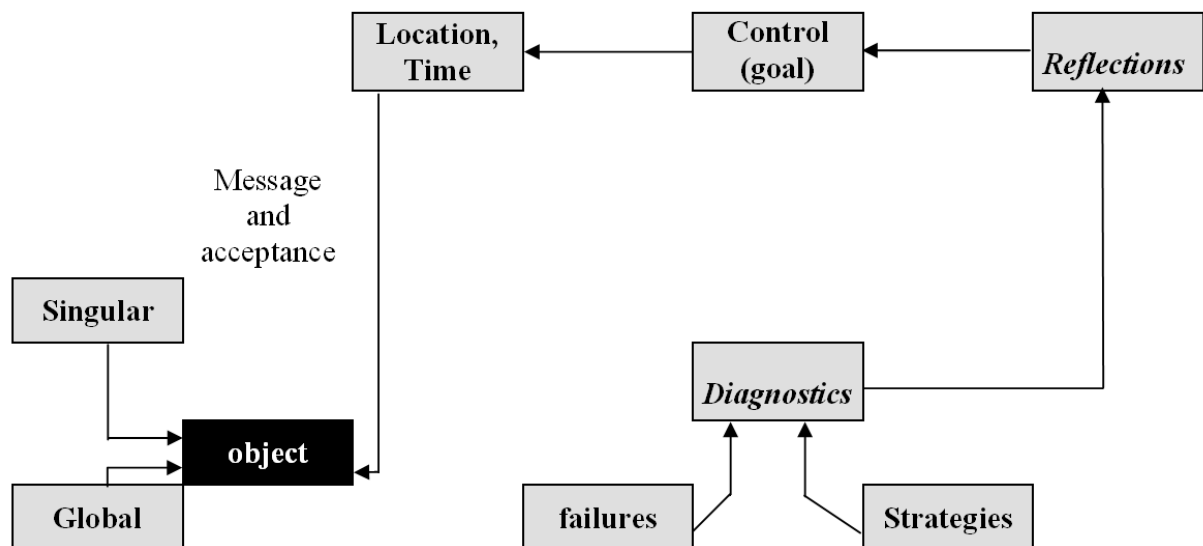 Location,
Time
Control
(goal)
Reflections
Message
and
acceptance
Singular
Diagnostics
object
Global
failures
Strategies